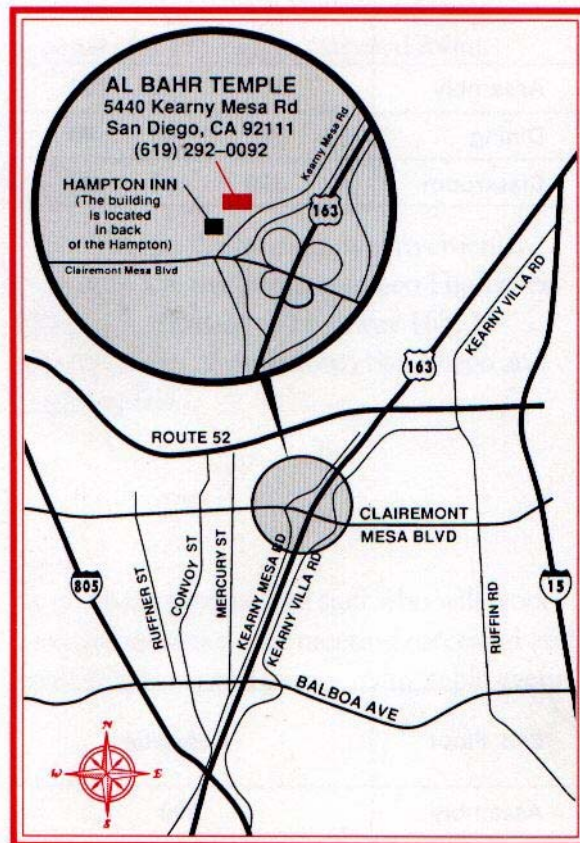 AL BAHR TEMPLE
5440 Kearny Mesa Rd
San Diego, CA 92111
(619) 292–0092
HAMPTON INN
(The building
is located
in back
of the Hampton)
Kearny Mesa Rd
163
Clairemont Mesa Blvd
163
KEARNY VILLA RD
ROUTE 52
CLAIREMONT
MESA BLVD
805
RUFFNER ST
CONVOY ST
MERCURY ST
KEARNY MESA RD
KEARNY VILLA RD
RUFFIN RD
15
BALBOA AVE
N
W
E
S